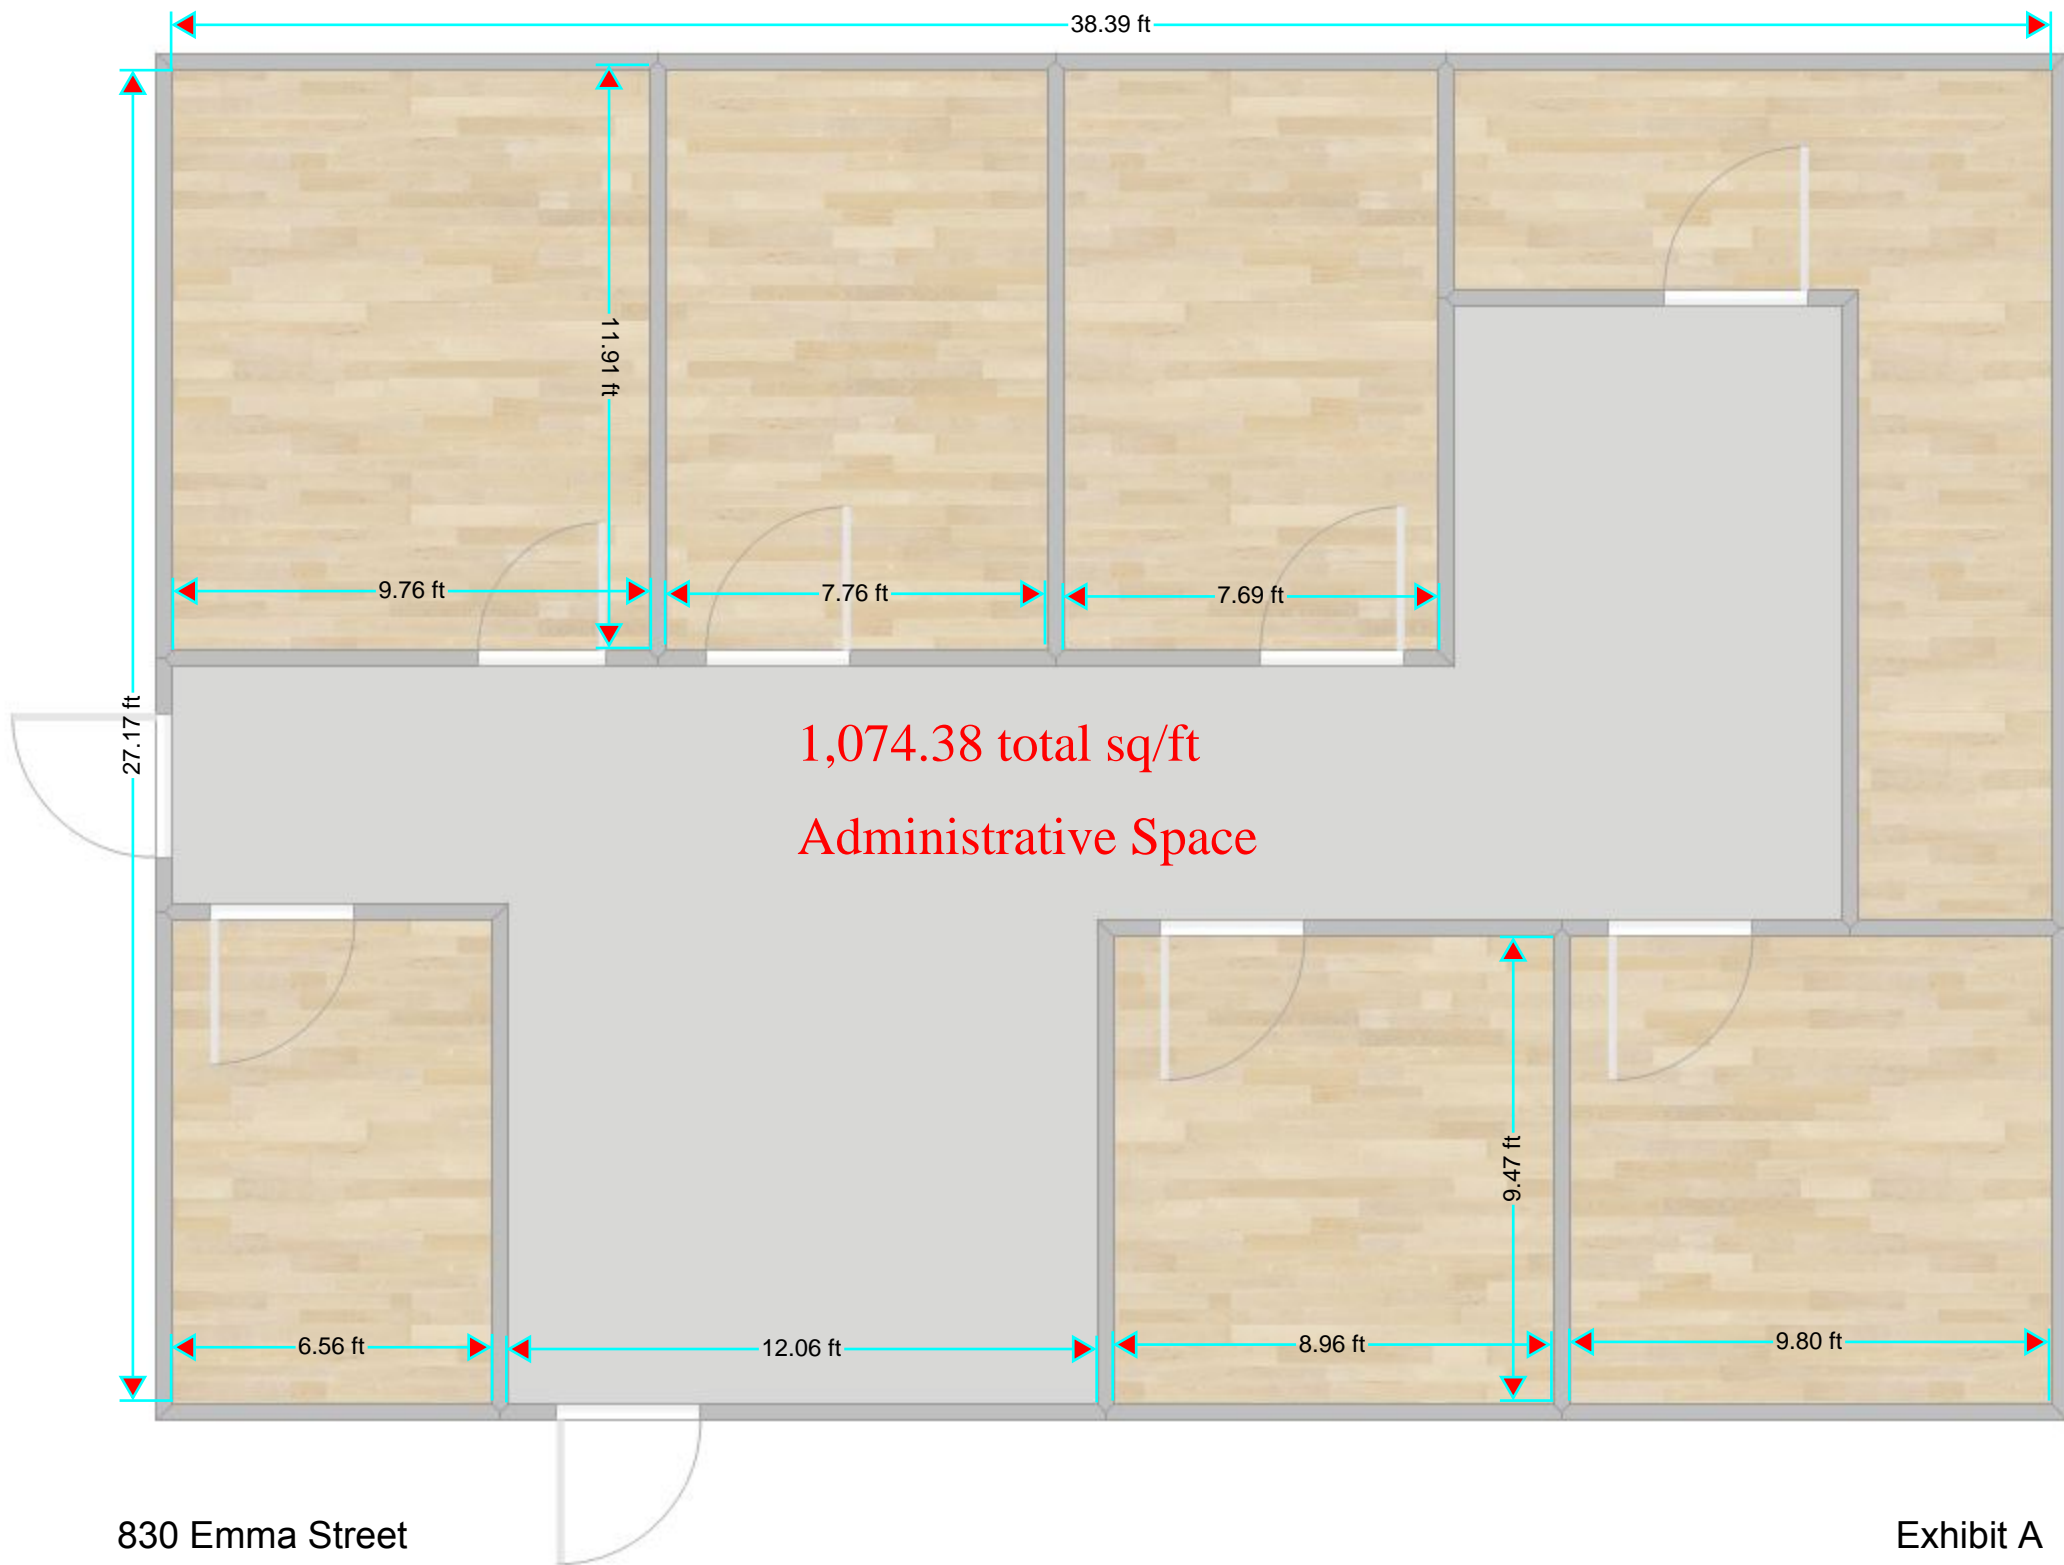 38.39 ft
11.91 ft
9.76 ft
7.76 ft
7.69 ft
27.17 ft
1,074.38 total sq/ft
Administrative Space
9.47 ft
6.56 ft
12.06 ft
8.96 ft
9.80 ft
830 Emma Street
Exhibit A